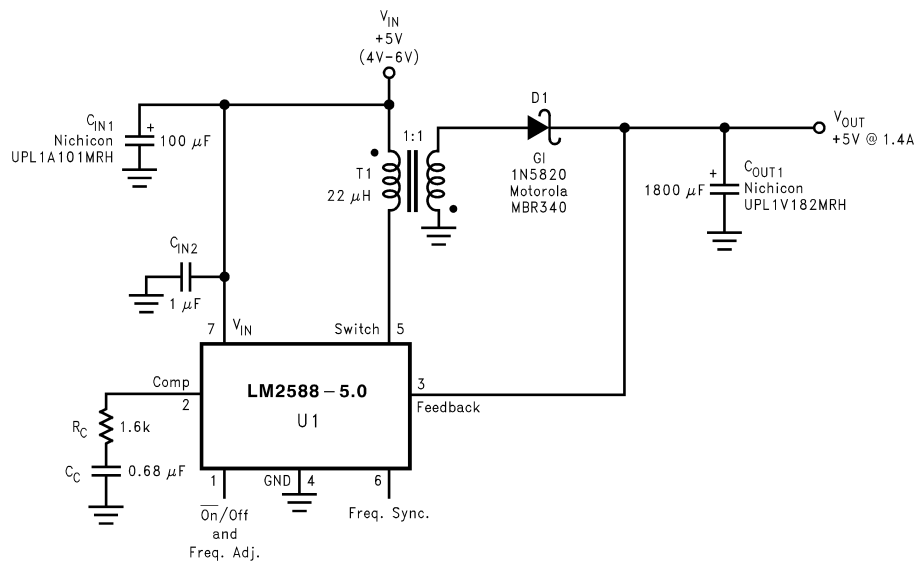 V_IN
+5V
(4V–6V)
C_IN1
Nichicon
UPL1A101MRH
+
100 μF
1:1
T1
22 μH
D1
GI
1N5820
Motorola
MBR340
V_OUT
+5V @ 1.4A
+
1800 μF
C_OUT1
Nichicon
UPL1V182MRH
C_IN2
1 μF
7
V_IN
Switch
5
Comp
2
LM2588–5.0
U1
3
Feedback
R_C
1.6k
C_C
0.68 μF
1
GND
4
6
O̅n̅/Off
and
Freq. Adj.
Freq. Sync.